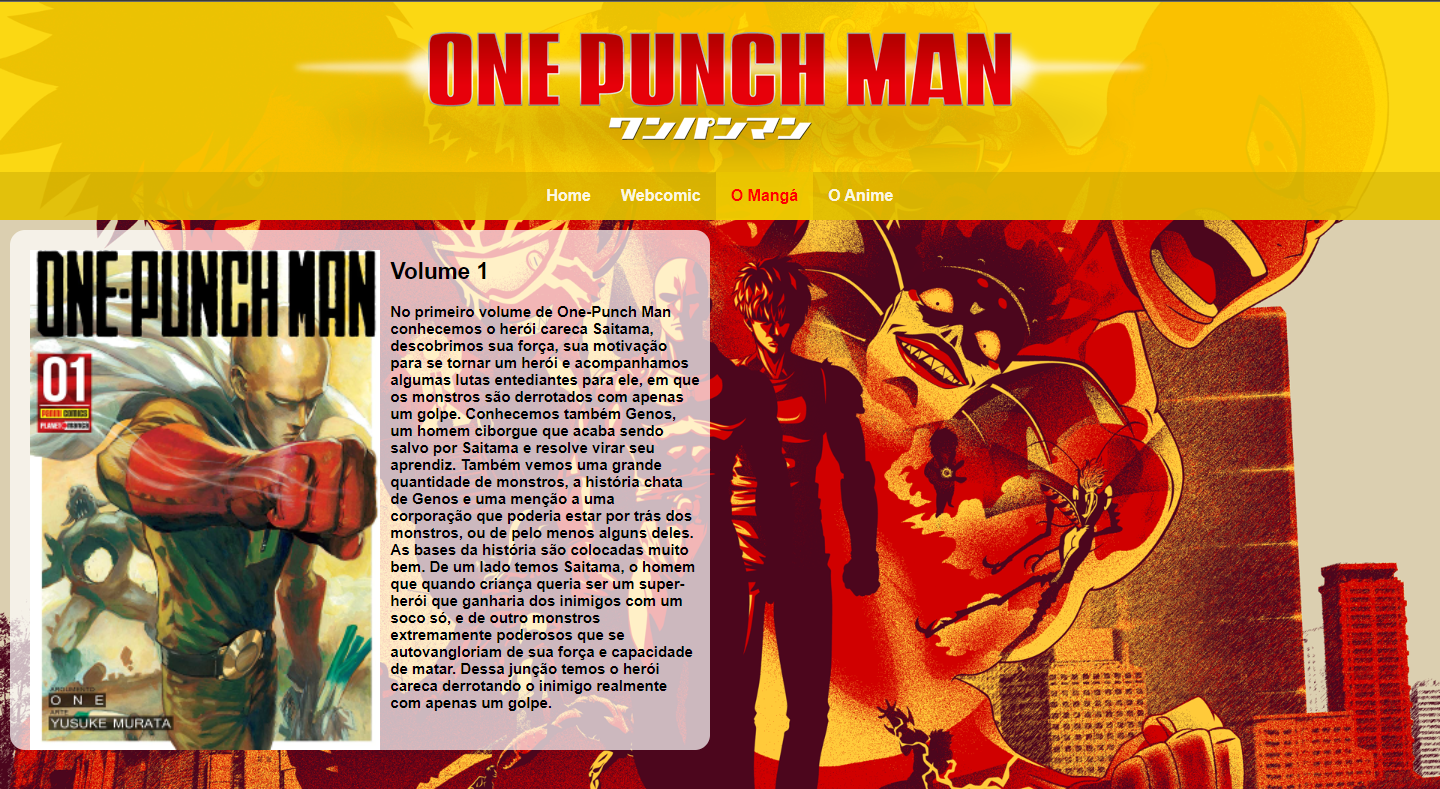 ONE PUNCH MAN
ワンパンマン
Home Webcomic O Mangá O Anime
ONE-PUNCH MAN
01
PANINI COMICS
PLANET MANGA
ARGUMENTO
ONE
ARTE
YUSUKE MURATA
Volume 1
No primeiro volume de One-Punch Man
conhecemos o herói careca Saitama,
descobrimos sua força, sua motivação
para se tornar um herói e acompanhamos
algumas lutas entediantes para ele, em que
os monstros são derrotados com apenas
um golpe. Conhecemos também Genos,
um homem ciborgue que acaba sendo
salvo por Saitama e resolve virar seu
aprendiz. Também vemos uma grande
quantidade de monstros, a história chata
de Genos e uma menção a uma
corporação que poderia estar por trás dos
monstros, ou de pelo menos alguns deles.
As bases da história são colocadas muito
bem. De um lado temos Saitama, o homem
que quando criança queria ser um super-
herói que ganharia dos inimigos com um
soco só, e de outro monstros
extremamente poderosos que se
autovangloriam de sua força e capacidade
de matar. Dessa junção temos o herói
careca derrotando o inimigo realmente
com apenas um golpe.